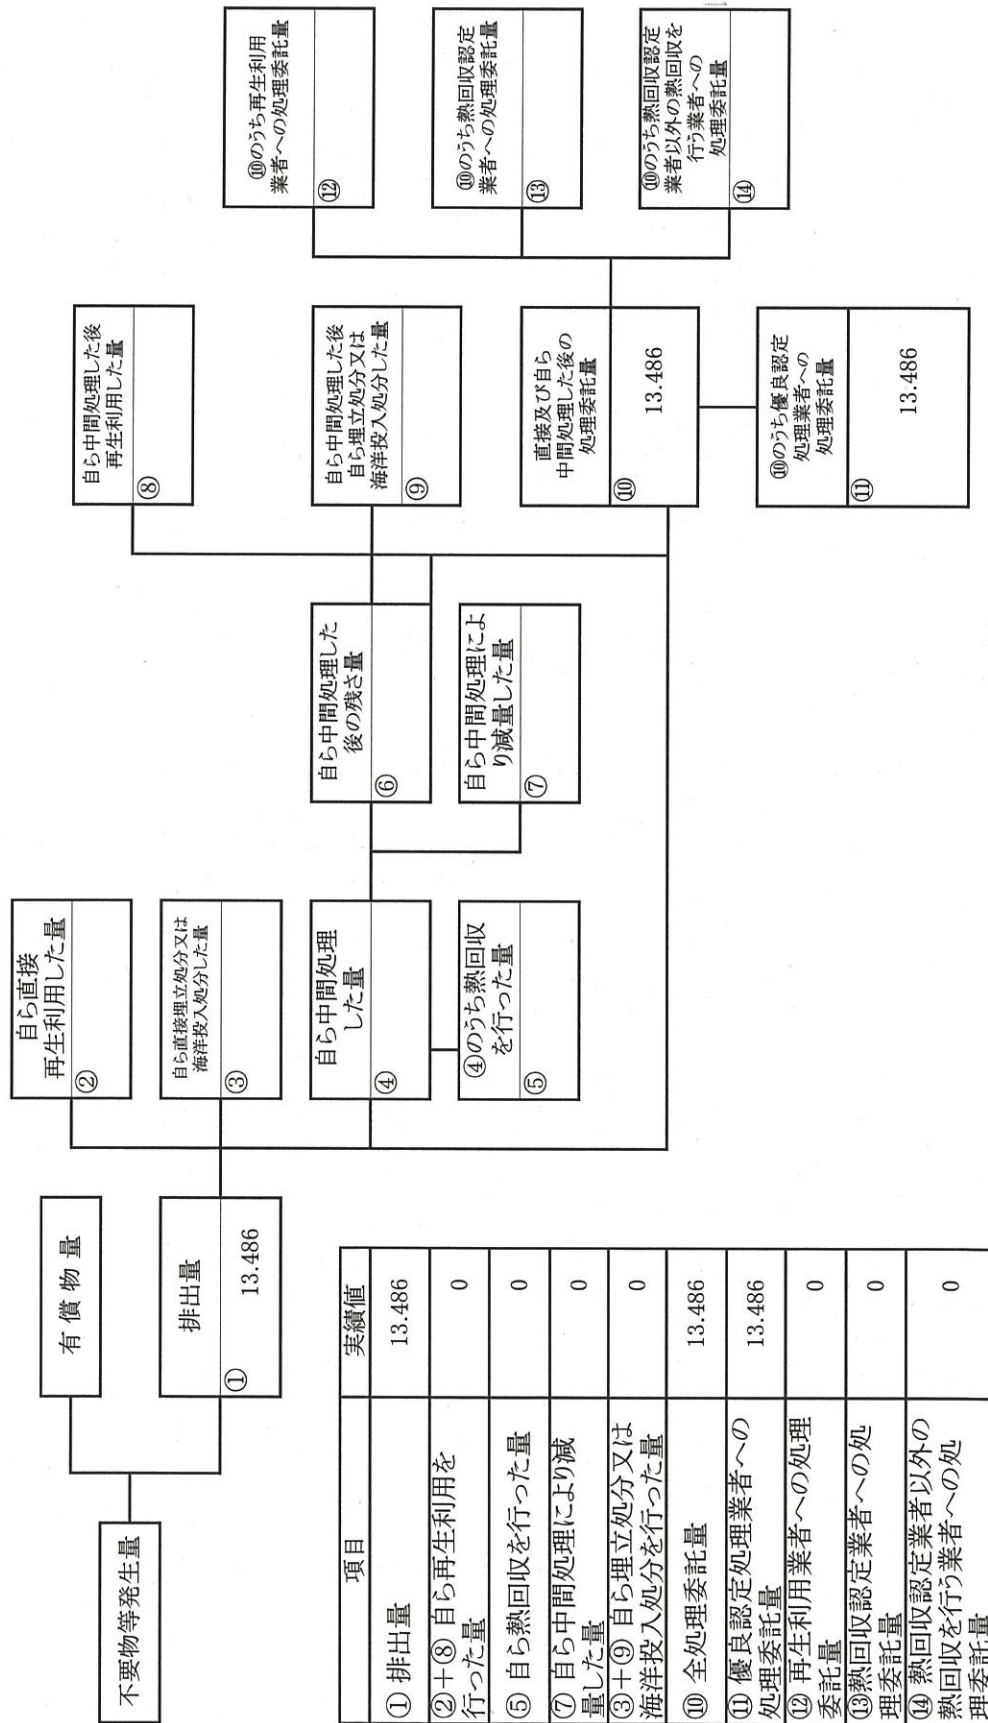 不要物等発生量
有償物量
排出量
①
13.486
自ら直接
再生利用した量
②
自ら直接埋立処分又は
海洋投入処分した量
③
自ら中間処理
した量
④
④のうち熱回収
を行った量
⑤
自ら中間処理した
後の残さ量
⑥
自ら中間処理によ
り減量した量
⑦
自ら中間処理した後
再生利用した量
⑧
自ら中間処理した後
自ら埋立処分又は
海洋投入処分した量
⑨
直接及び自ら
中間処理した後の
処理委託量
⑩
13.486
⑩のうち優良認定
処理業者への
処理委託量
⑪
13.486
⑩のうち再生利用
業者への処理委託量
⑫
⑩のうち熱回収認定
業者への処理委託量
⑬
⑩のうち熱回収認定
業者以外の熱回収を
行う業者への
処理委託量
⑭
項目 実績値
① 排出量 13.486
②+⑧ 自ら再生利用を
行った量 0
⑤ 自ら熱回収を行った量 0
⑦ 自ら中間処理により減
量した量 0
③+⑨ 自ら埋立処分又は
海洋投入処分を行った量 0
⑩ 全処理委託量 13.486
⑪ 優良認定処理業者への
処理委託量 13.486
⑫ 再生利用業者への処理
委託量 0
⑬熱回収認定業者への処
理委託量 0
⑭ 熱回収認定業者以外の
熱回収を行う業者への処
理委託量 0